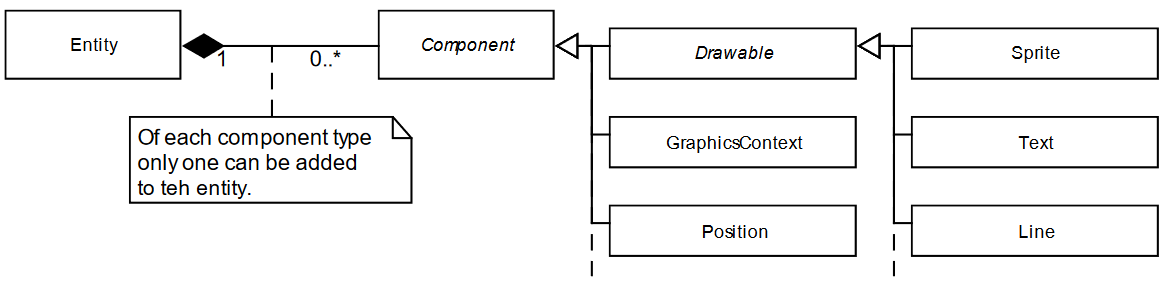 Entity
1
0..*
Component
Drawable
Sprite
Of each component type
only one can be added
to teh entity.
GraphicsContext
Text
Position
Line